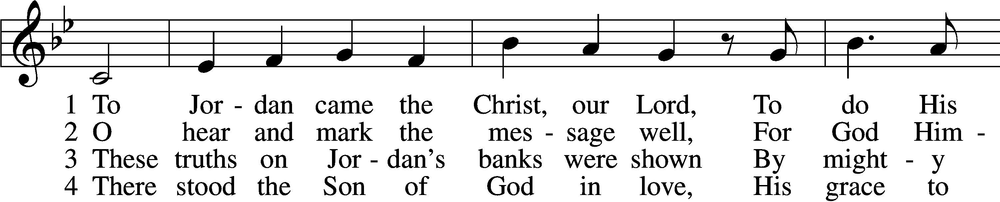 1 To Jor - dan came the Christ, our Lord, To do His
2 O hear and mark the mes - sage well, For God Him -
3 These truths on Jor - dan's banks were shown By might - y
4 There stood the Son of God in love, His grace to